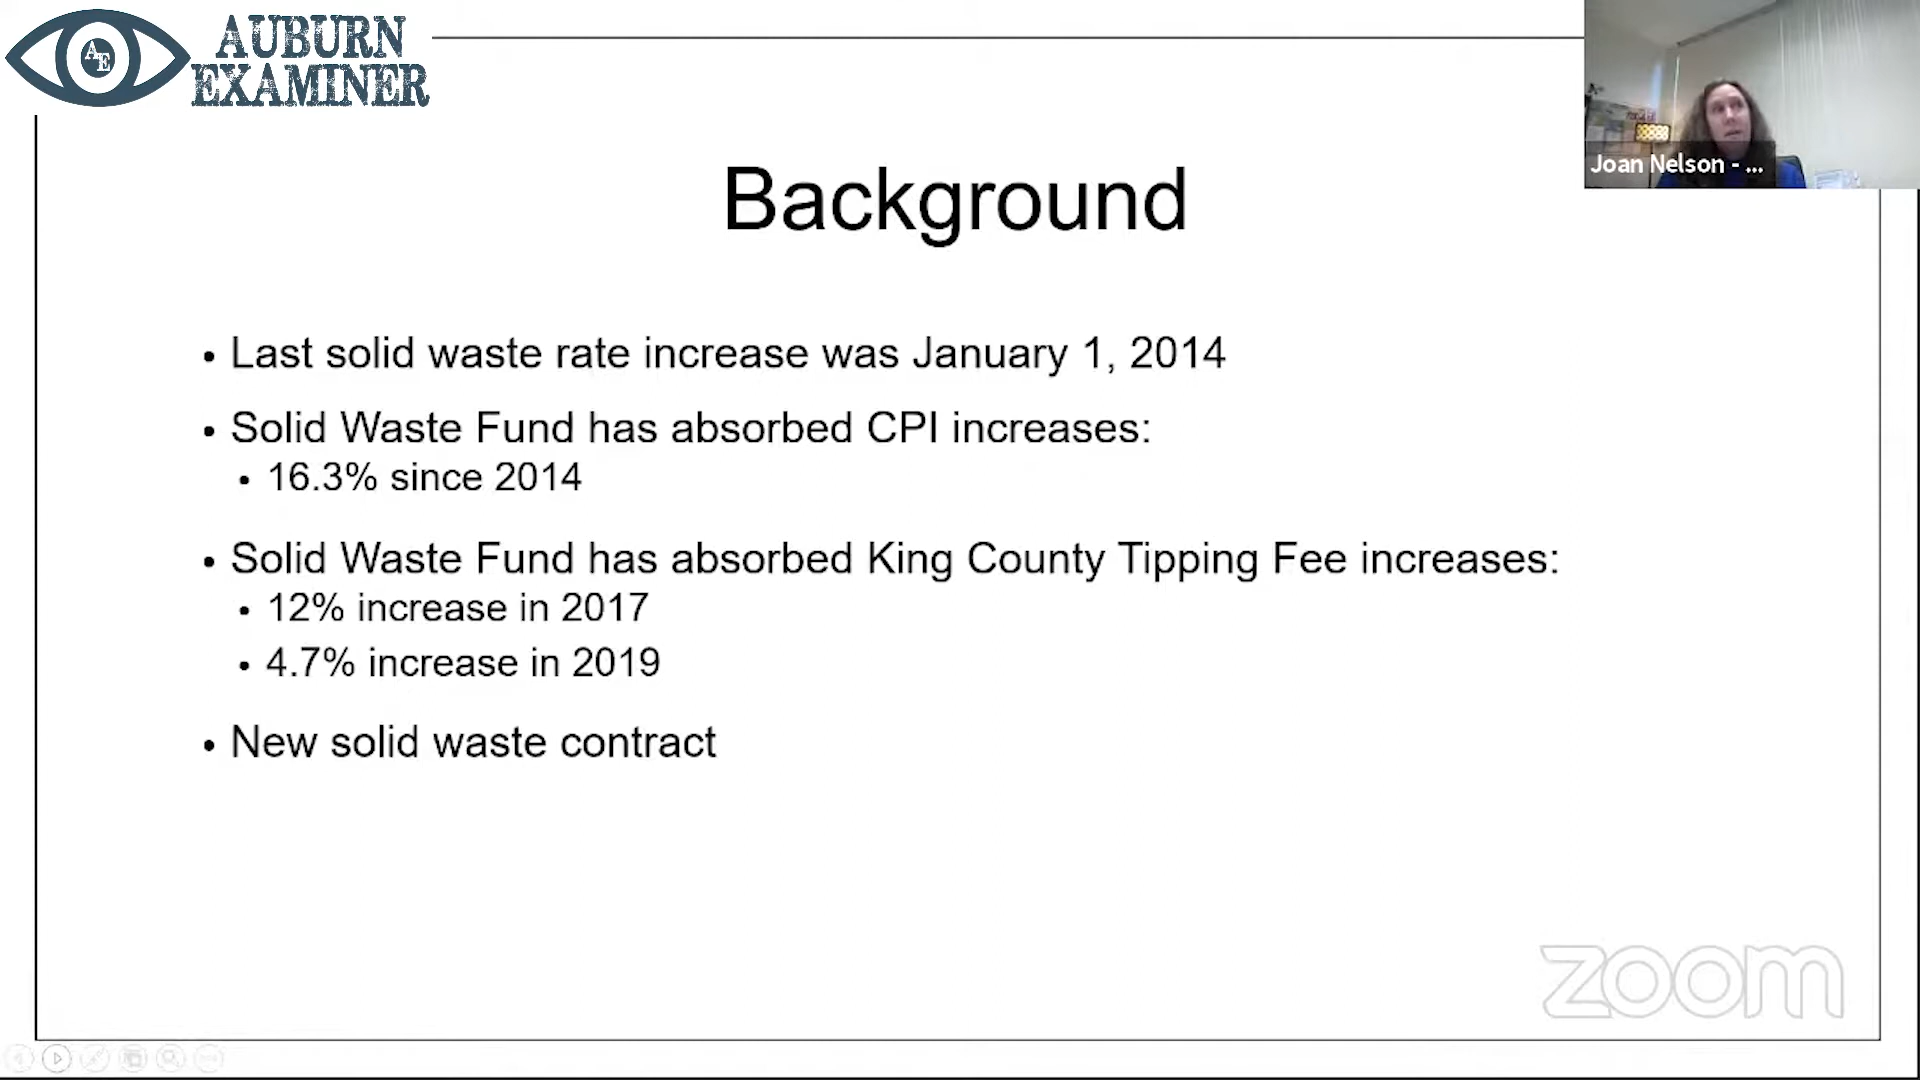 AUBURN
EXAMINER
AE
Joan Nelson - ...
Background
• Last solid waste rate increase was January 1, 2014
• Solid Waste Fund has absorbed CPI increases:
• 16.3% since 2014
• Solid Waste Fund has absorbed King County Tipping Fee increases:
• 12% increase in 2017
• 4.7% increase in 2019
• New solid waste contract
zoom